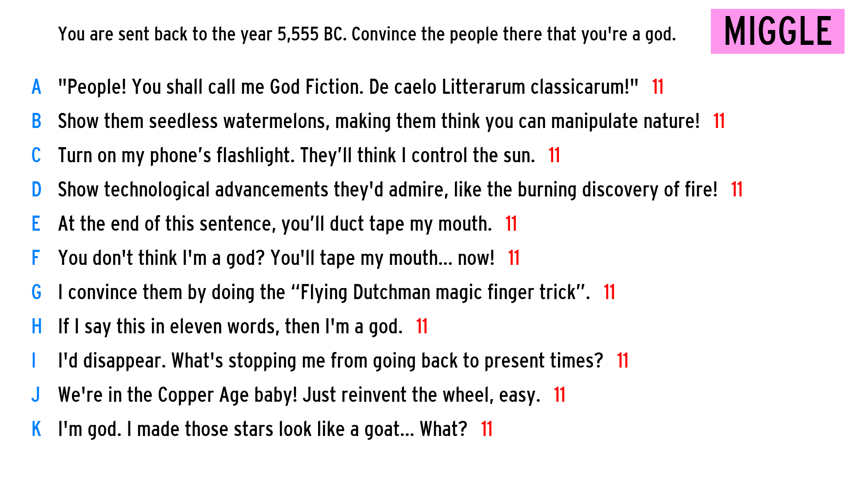 You are sent back to the year 5,555 BC. Convince the people there that you're a god.
MIGGLE
A "People! You shall call me God Fiction. De caelo Litterarum classicarum!" 11
B Show them seedless watermelons, making them think you can manipulate nature! 11
C Turn on my phone’s flashlight. They’ll think I control the sun. 11
D Show technological advancements they'd admire, like the burning discovery of fire! 11
E At the end of this sentence, you’ll duct tape my mouth. 11
F You don't think I'm a god? You'll tape my mouth... now! 11
G I convince them by doing the “Flying Dutchman magic finger trick”. 11
H If I say this in eleven words, then I'm a god. 11
I I'd disappear. What's stopping me from going back to present times? 11
J We're in the Copper Age baby! Just reinvent the wheel, easy. 11
K I'm god. I made those stars look like a goat... What? 11